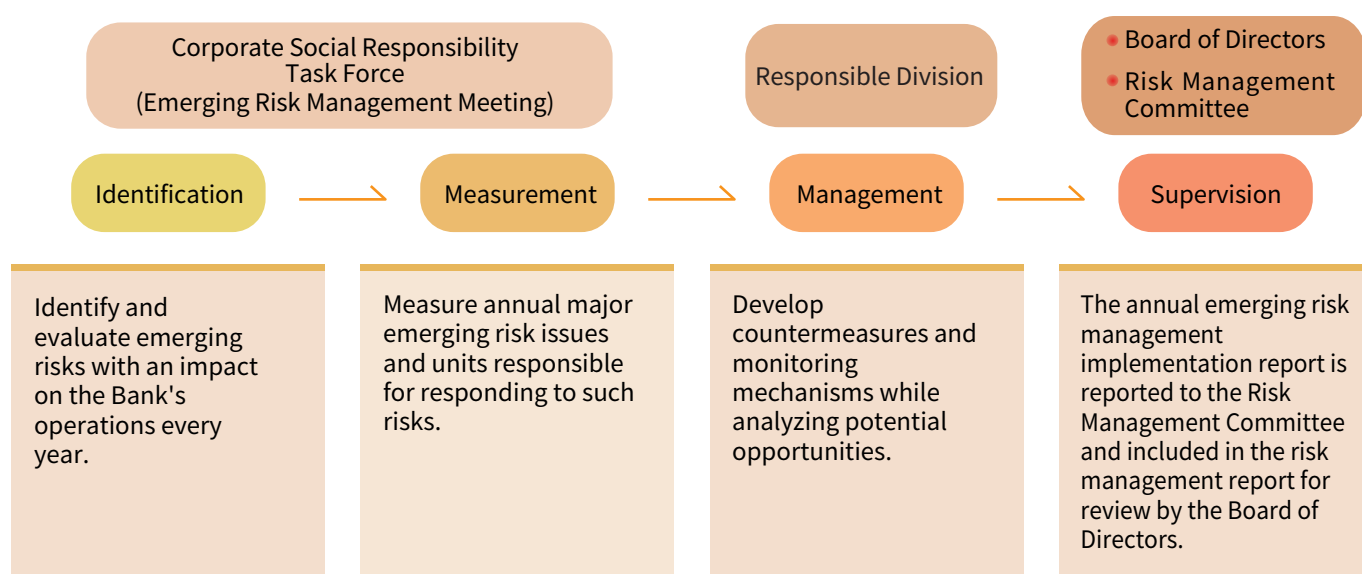 Corporate Social Responsibility
Task Force
(Emerging Risk Management Meeting)
Responsible Division
Board of Directors
Risk Management
Committee
Identification
Measurement
Management
Supervision
Identify and
evaluate emerging
risks with an impact
on the Bank's
operations every
year.
Measure annual major
emerging risk issues
and units responsible
for responding to such
risks.
Develop
countermeasures and
monitoring
mechanisms while
analyzing potential
opportunities.
The annual emerging risk
management
implementation report is
reported to the Risk
Management Committee
and included in the risk
management report for
review by the Board of
Directors.